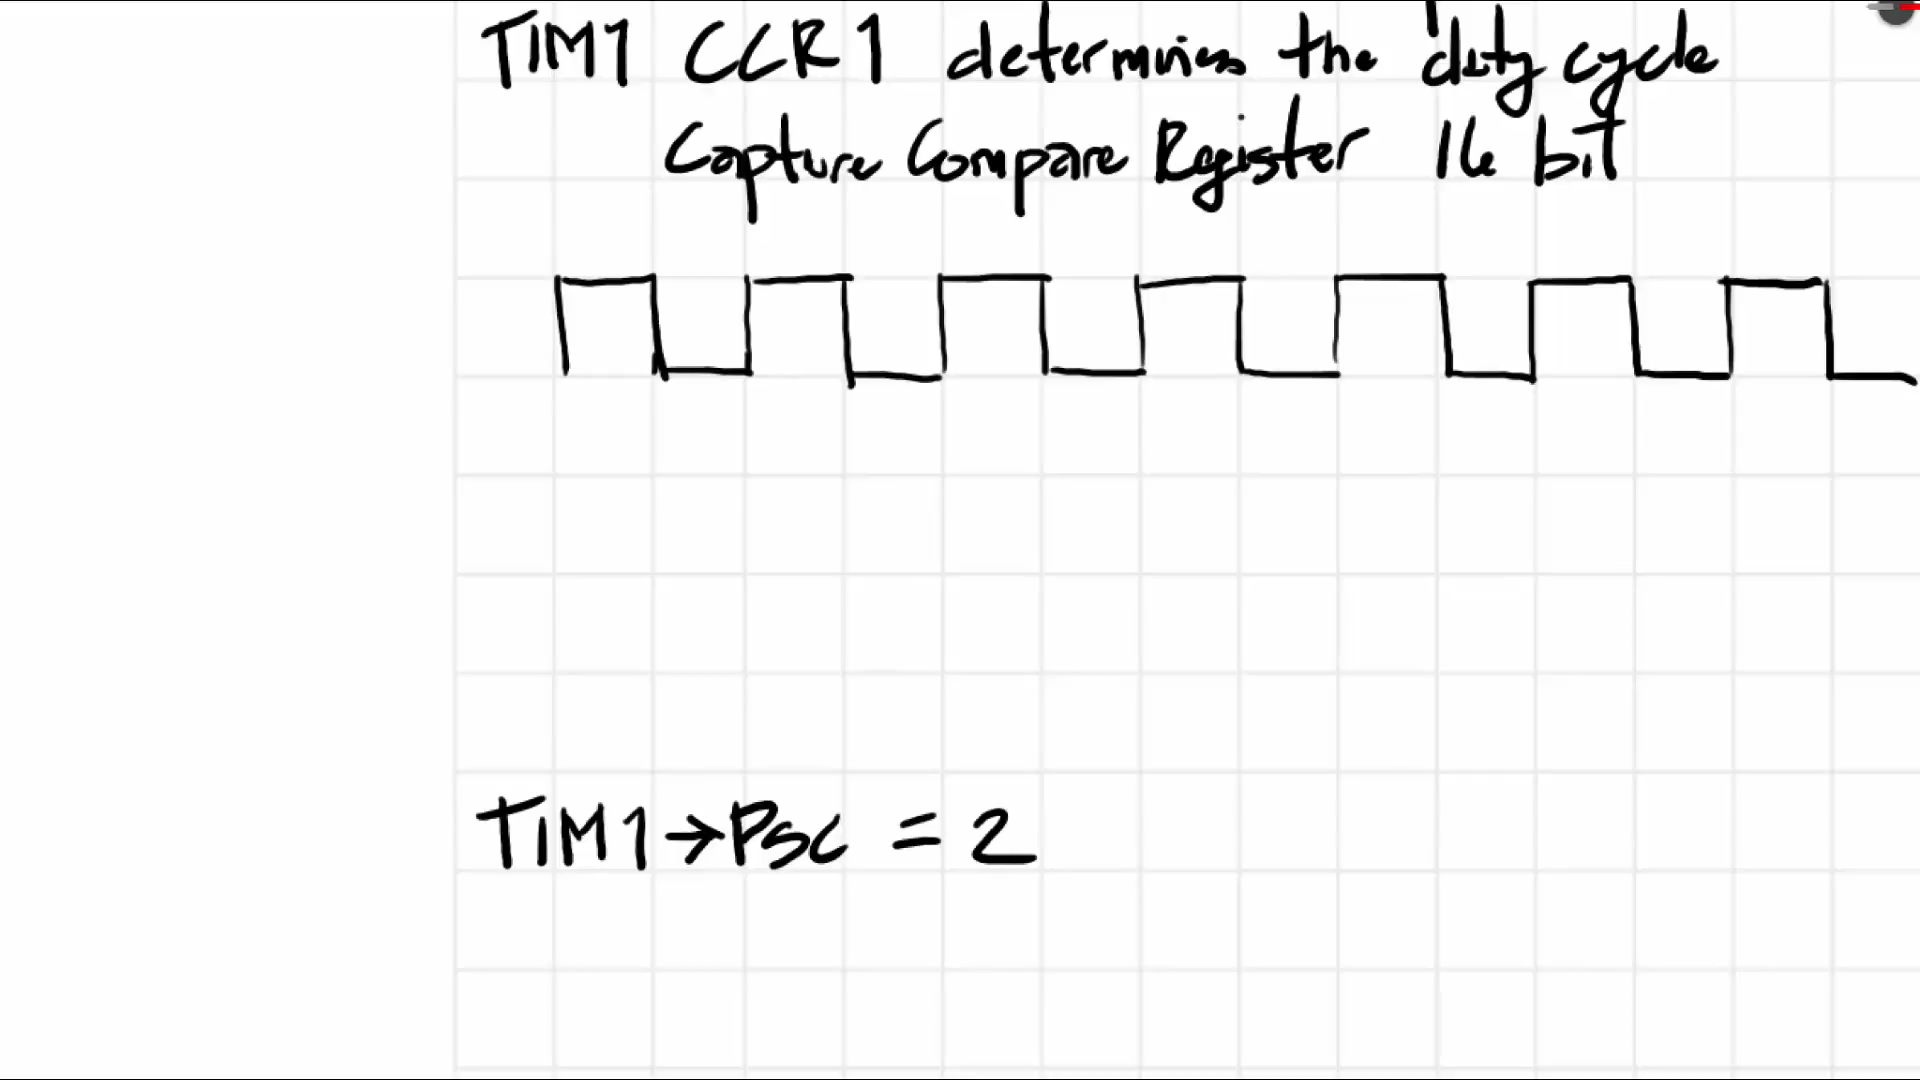 TIM1 CCR1 determines the duty cycle
Capture Compare Register 16 bit
TIM1→PSC = 2